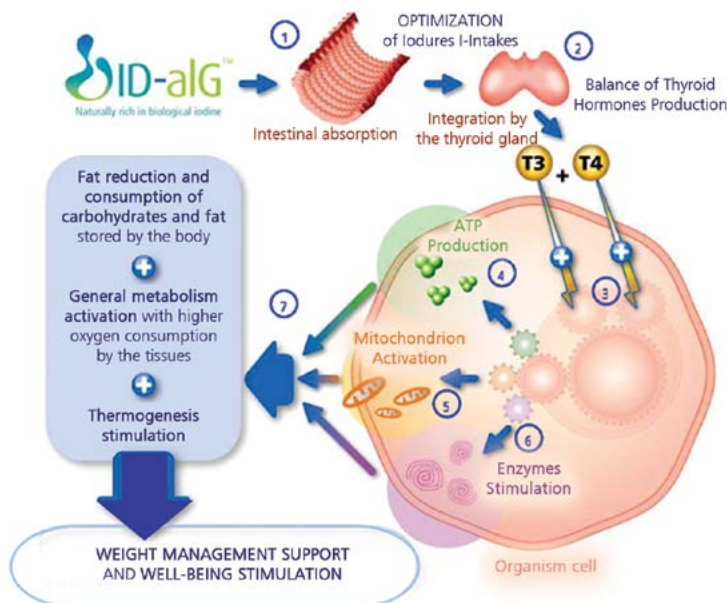 ID-alG™
Naturally rich in biological iodine
1
Intestinal absorption
OPTIMIZATION
of Iodures I-Intakes
2
Integration by
the thyroid gland
Balance of Thyroid
Hormones Production
T3 + T4
3
ATP
Production
4
Mitochondrion
Activation
5
6
Enzymes
Stimulation
Organism cell
7
Fat reduction and
consumption of
carbohydrates and fat
stored by the body
+
General metabolism
activation with higher
oxygen consumption
by the tissues
+
Thermogenesis
stimulation
WEIGHT MANAGEMENT SUPPORT
AND WELL-BEING STIMULATION